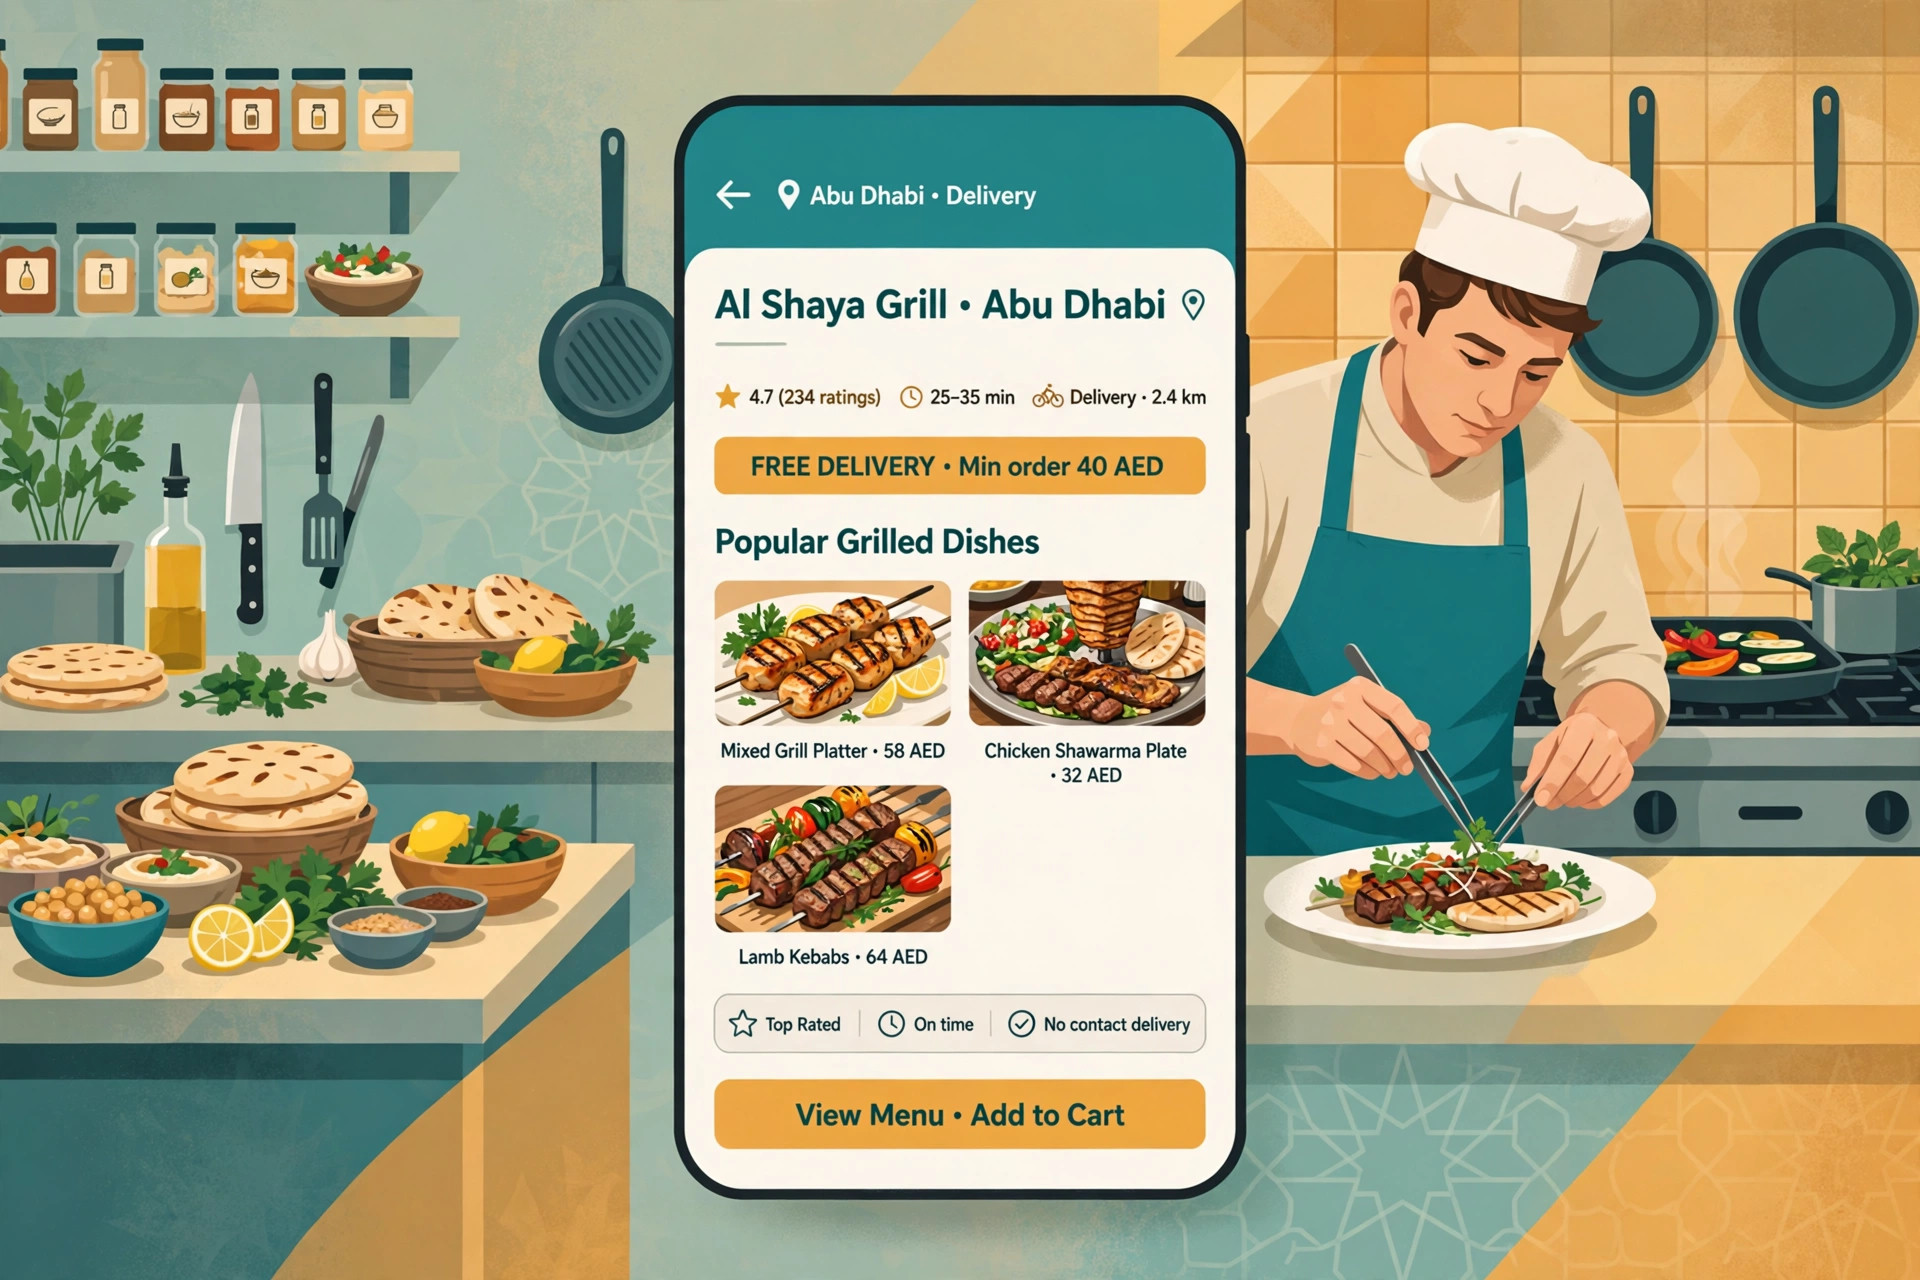 Abu Dhabi • Delivery
Al Shaya Grill • Abu Dhabi
4.7 (234 ratings) 25–35 min Delivery · 2.4 km
FREE DELIVERY • Min order 40 AED
Popular Grilled Dishes
Mixed Grill Platter • 58 AED
Chicken Shawarma Plate
• 32 AED
Lamb Kebabs • 64 AED
Top Rated On time No contact delivery
View Menu • Add to Cart